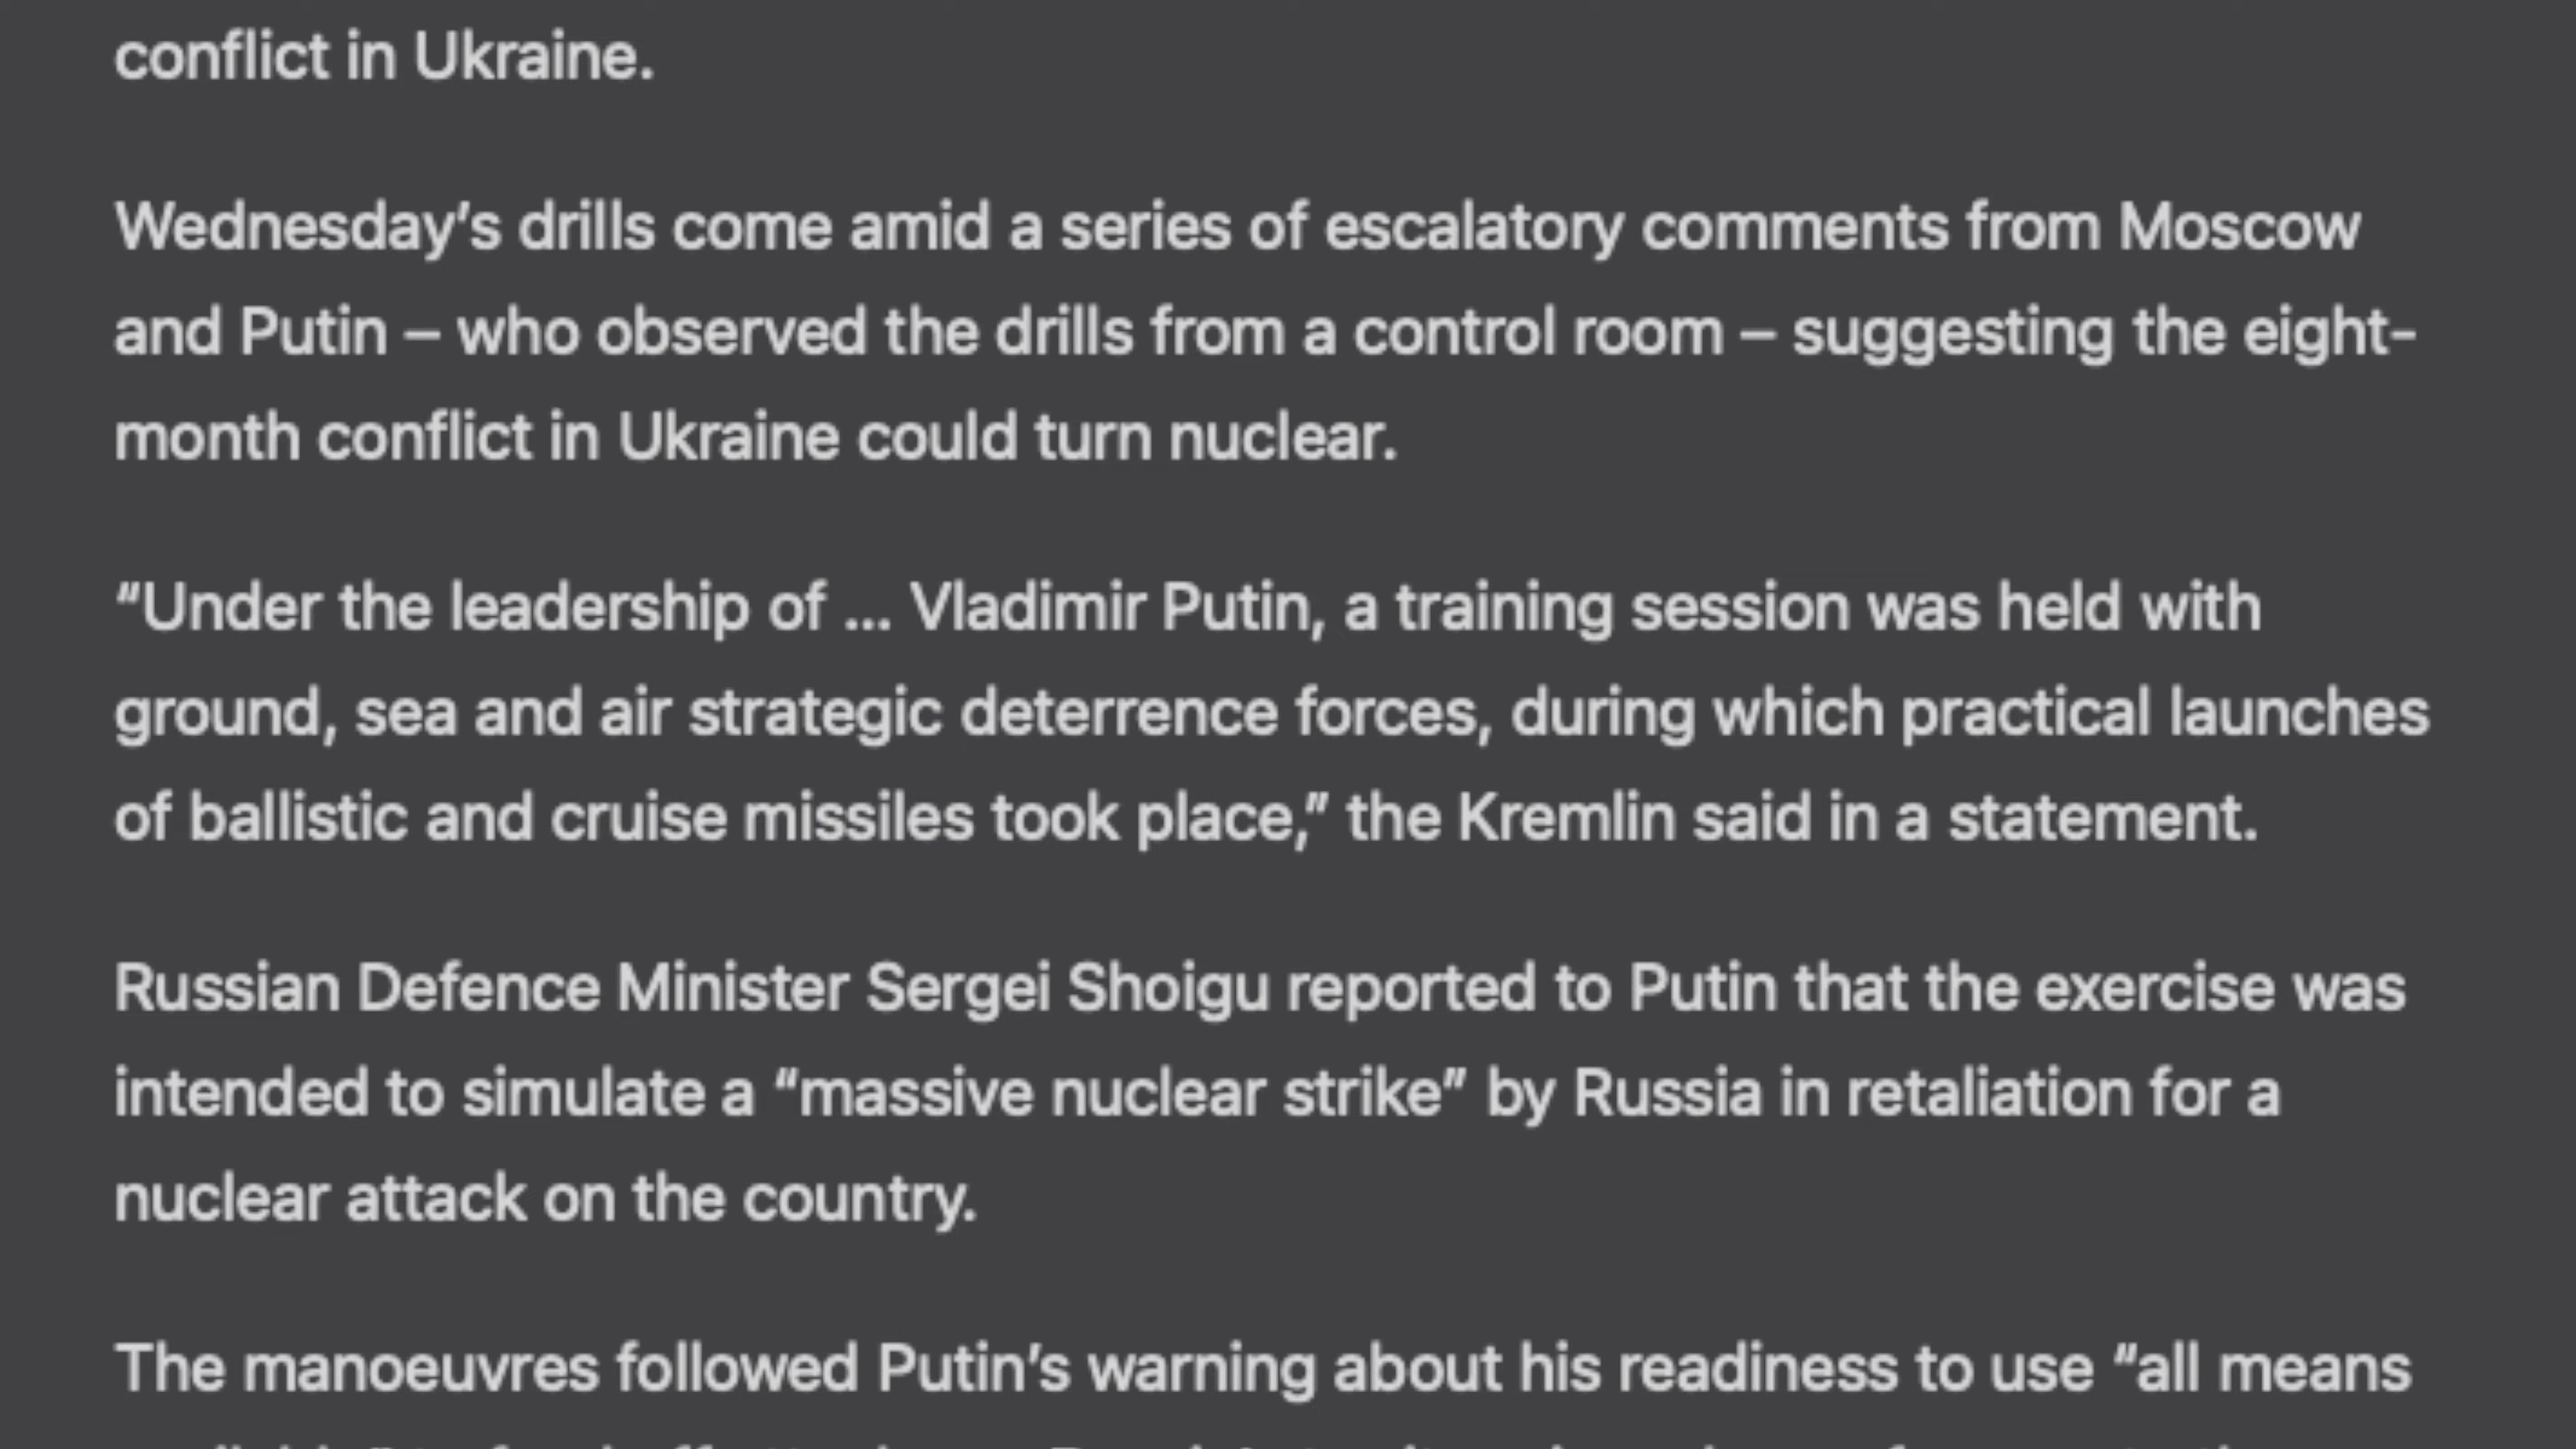 conflict in Ukraine.
Wednesday’s drills come amid a series of escalatory comments from Moscow
and Putin – who observed the drills from a control room – suggesting the eight-
month conflict in Ukraine could turn nuclear.
“Under the leadership of ... Vladimir Putin, a training session was held with
ground, sea and air strategic deterrence forces, during which practical launches
of ballistic and cruise missiles took place,” the Kremlin said in a statement.
Russian Defence Minister Sergei Shoigu reported to Putin that the exercise was
intended to simulate a “massive nuclear strike” by Russia in retaliation for a
nuclear attack on the country.
The manoeuvres followed Putin’s warning about his readiness to use “all means